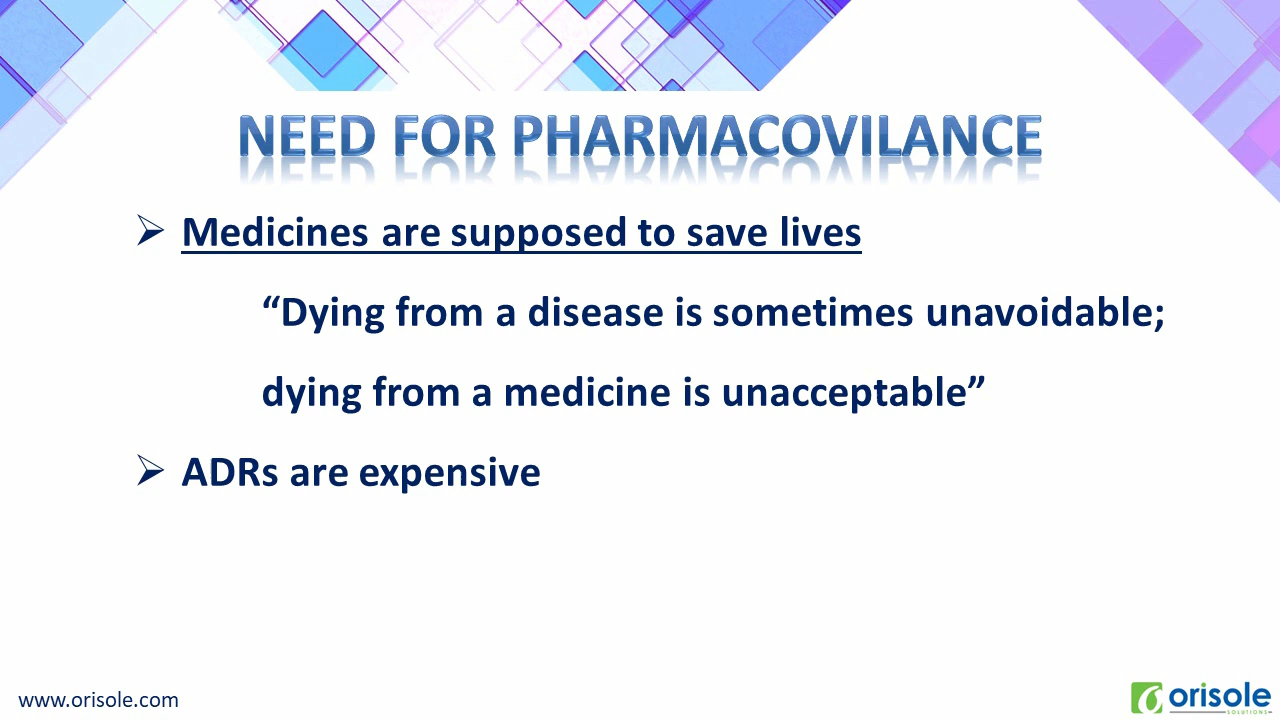 NEED FOR PHARMACOVILANCE
➢ Medicines are supposed to save lives
“Dying from a disease is sometimes unavoidable;
dying from a medicine is unacceptable”
➢ ADRs are expensive
www.orisole.com
orisole
SOLUTIONS